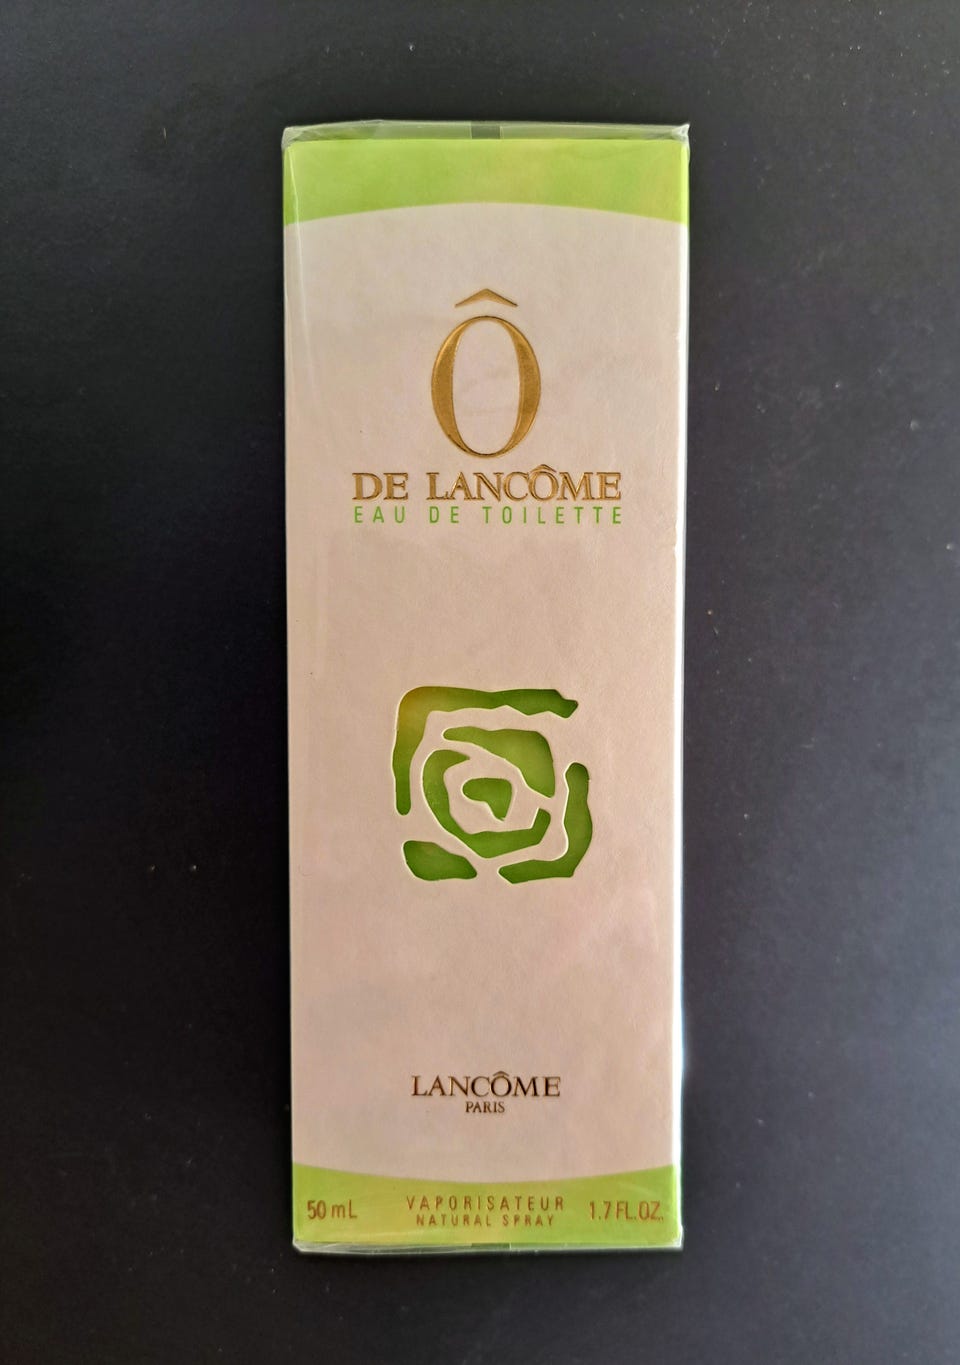 Ô
DE LANCÔME
EAU DE TOILETTE
LANCÔME
PARIS
50 mL
VAPORISATEUR
NATURAL SPRAY
1.7 FL.OZ.